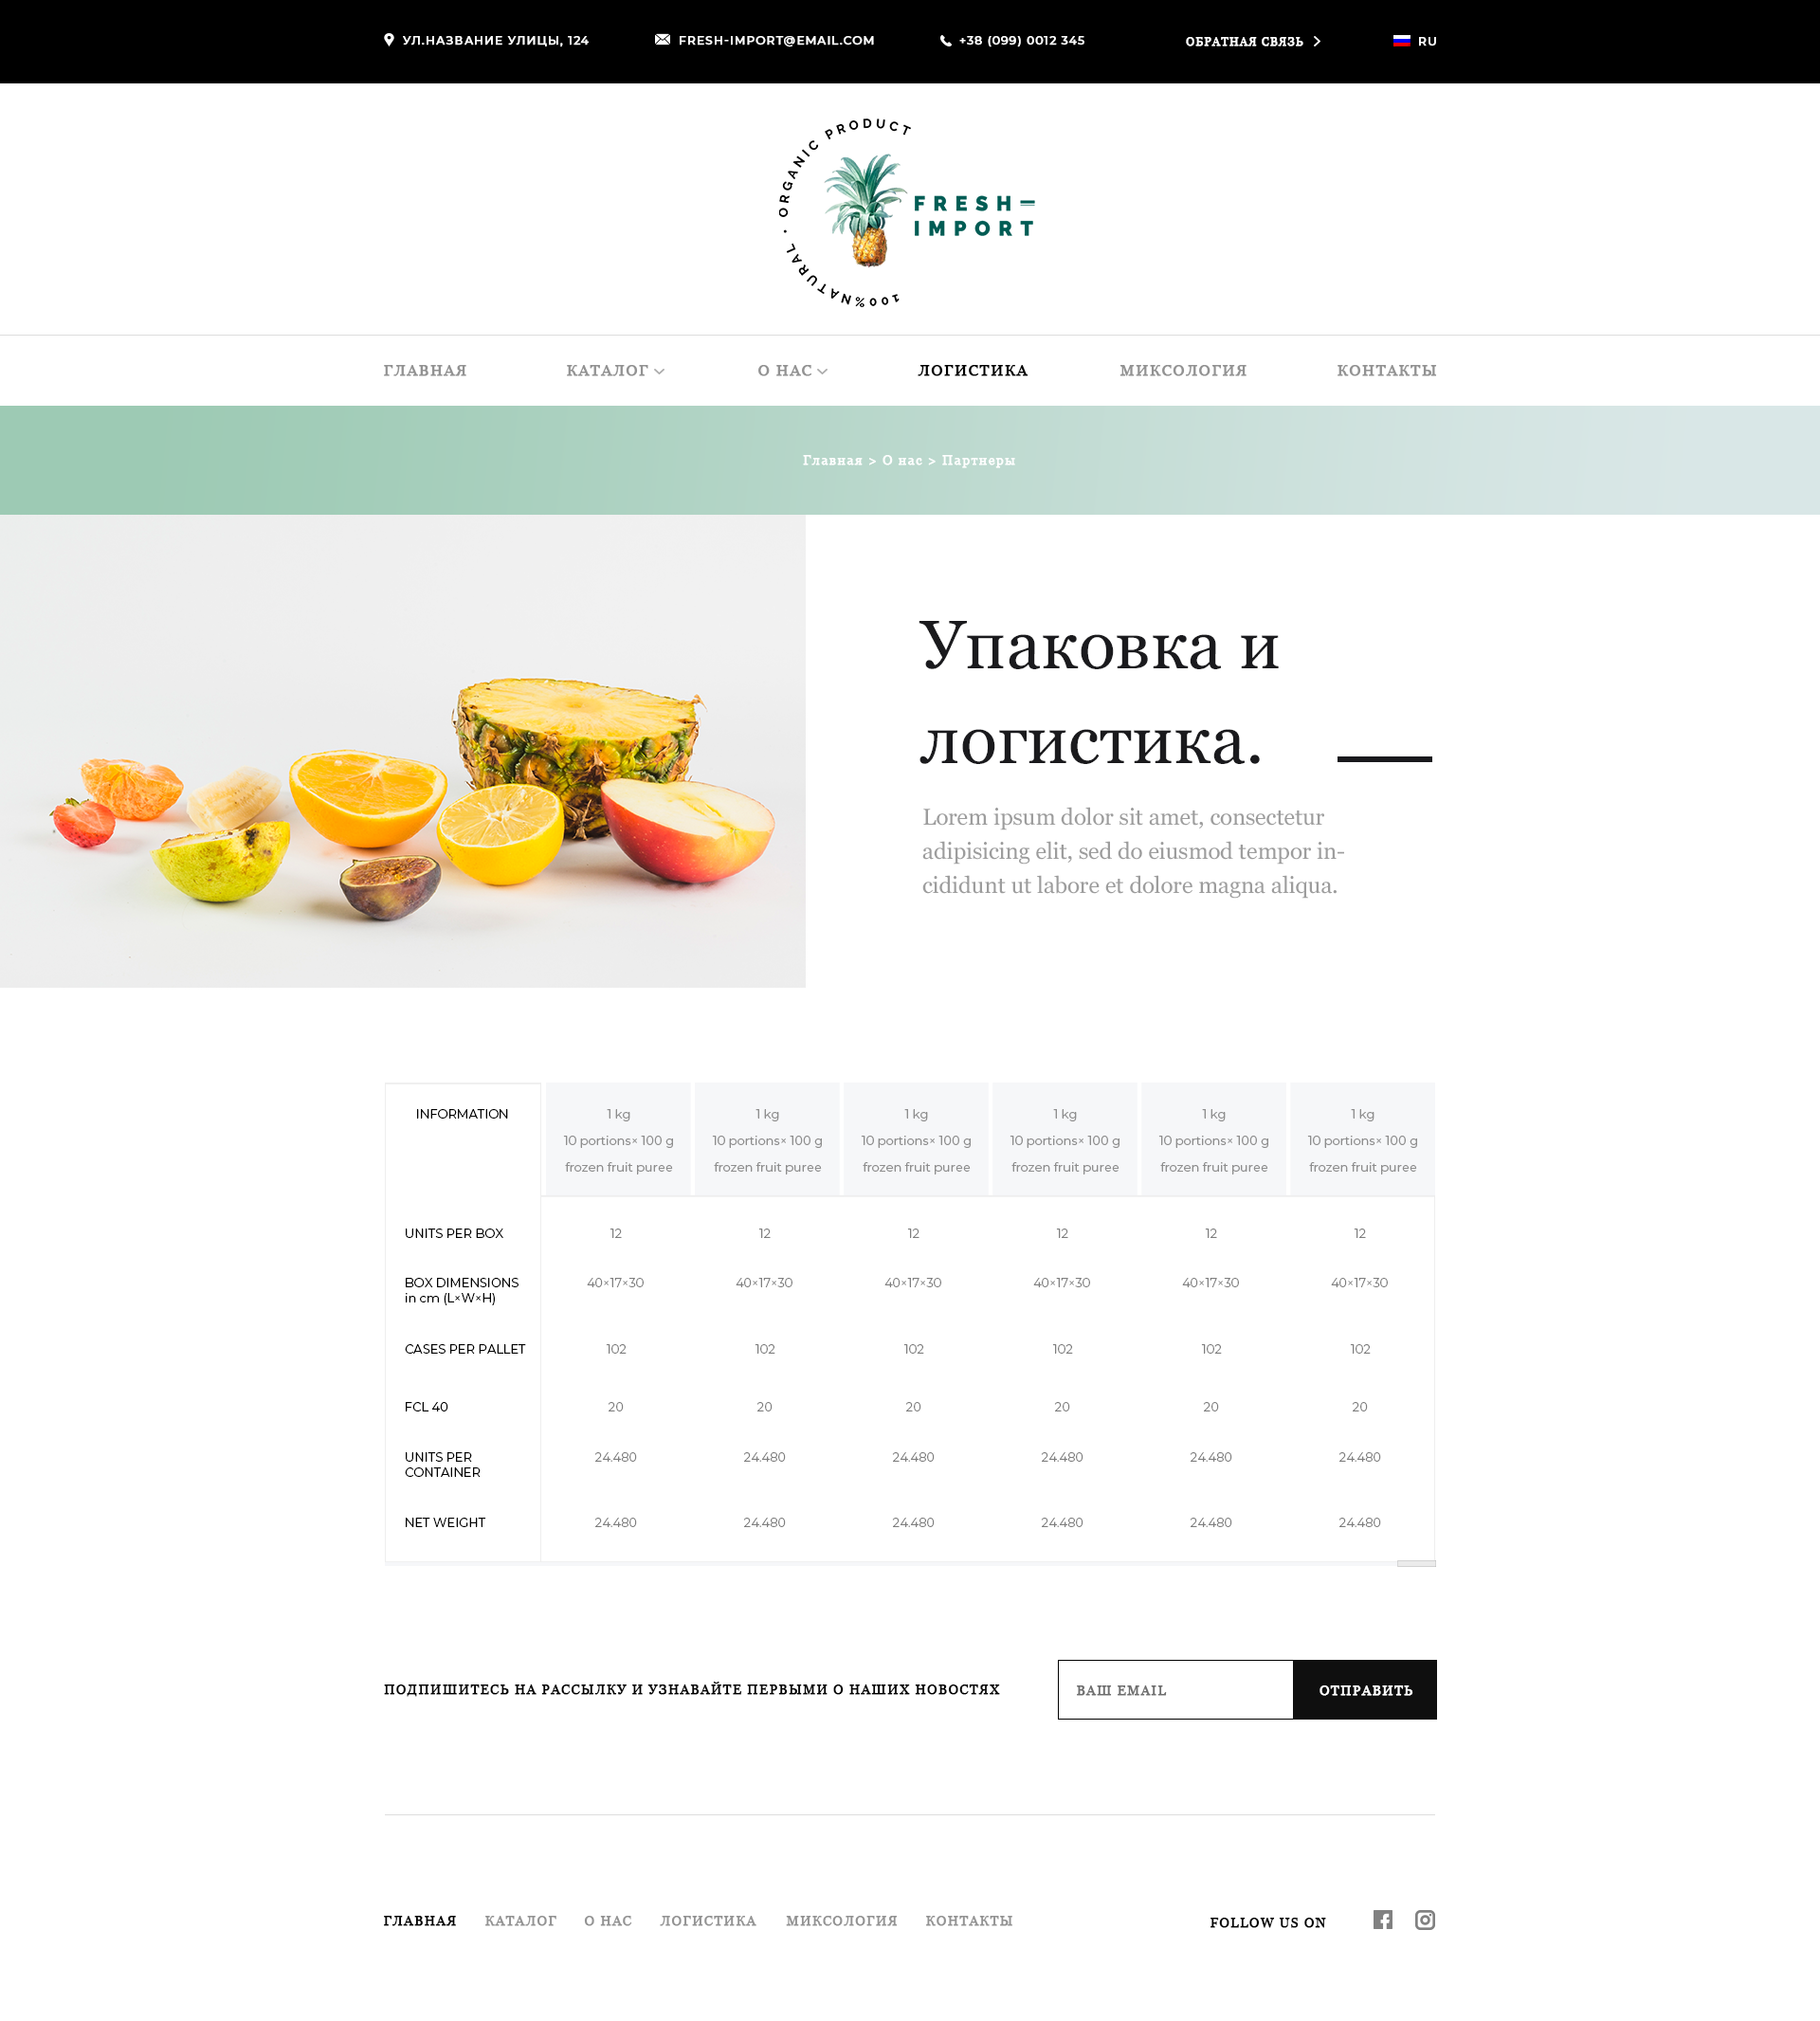 УЛ.НАЗВАНИЕ УЛИЦЫ, 124
FRESH-IMPORT@EMAIL.COM
+38 (099) 0012 345
ОБРАТНАЯ СВЯЗЬ
RU
100%NATURAL · ORGANIC PRODUCT
FRESH—
IMPORT
ГЛАВНАЯ
КАТАЛОГ
О НАС
ЛОГИСТИКА
МИКСОЛОГИЯ
КОНТАКТЫ
Главная > О нас > Партнеры
Упаковка и
логистика.
Lorem ipsum dolor sit amet, consectetur
adipisicing elit, sed do eiusmod tempor in-
cididunt ut labore et dolore magna aliqua.
INFORMATION 1 kg 1 kg 1 kg 1 kg 1 kg 1 kg
10 portions× 100 g 10 portions× 100 g 10 portions× 100 g 10 portions× 100 g 10 portions× 100 g 10 portions× 100 g
frozen fruit puree frozen fruit puree frozen fruit puree frozen fruit puree frozen fruit puree frozen fruit puree
UNITS PER BOX 12 12 12 12 12 12
BOX DIMENSIONS 40×17×30 40×17×30 40×17×30 40×17×30 40×17×30 40×17×30
in cm (L×W×H)
CASES PER PALLET 102 102 102 102 102 102
FCL 40 20 20 20 20 20 20
UNITS PER 24.480 24.480 24.480 24.480 24.480 24.480
CONTAINER
NET WEIGHT 24.480 24.480 24.480 24.480 24.480 24.480
ПОДПИШИТЕСЬ НА РАССЫЛКУ И УЗНАВАЙТЕ ПЕРВЫМИ О НАШИХ НОВОСТЯХ
ВАШ EMAIL
ОТПРАВИТЬ
ГЛАВНАЯ
КАТАЛОГ
О НАС
ЛОГИСТИКА
МИКСОЛОГИЯ
КОНТАКТЫ
FOLLOW US ON